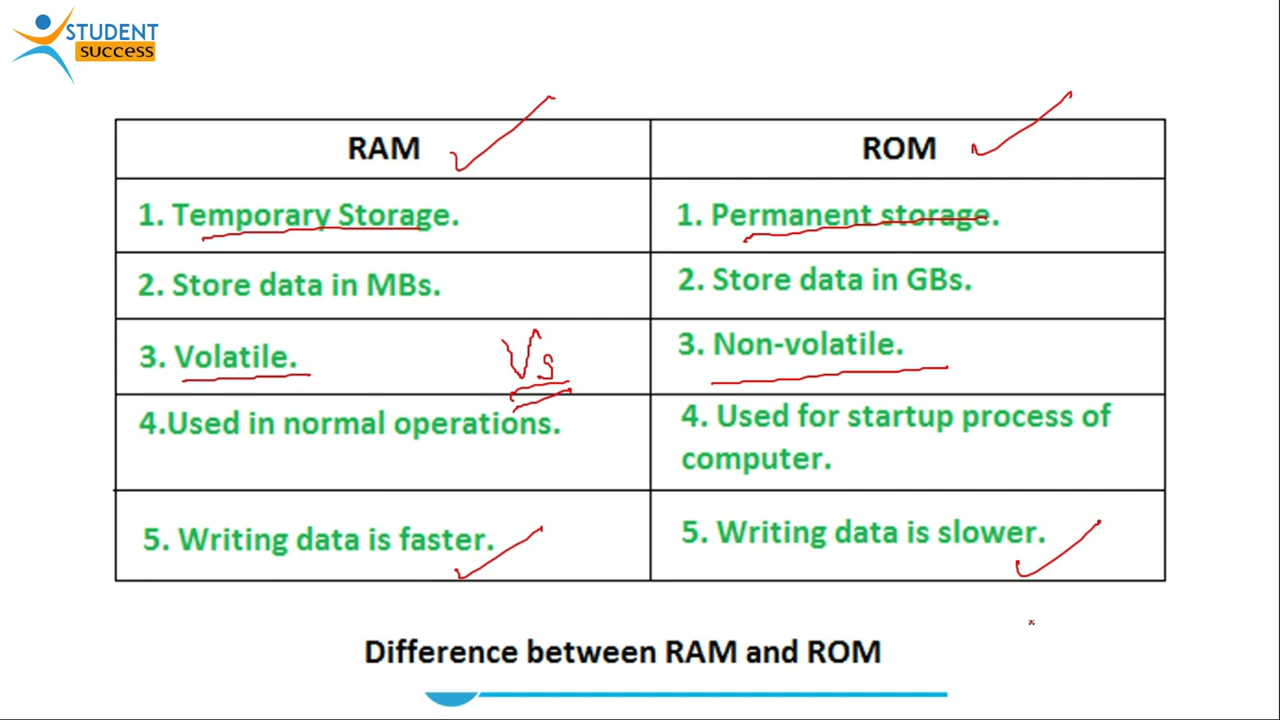 STUDENT
success
RAM
ROM
1. Temporary Storage.
1. Permanent storage.
2. Store data in MBs.
2. Store data in GBs.
3. Volatile.
Vs
3. Non-volatile.
4.Used in normal operations.
4. Used for startup process of
computer.
5. Writing data is faster.
5. Writing data is slower.
Difference between RAM and ROM